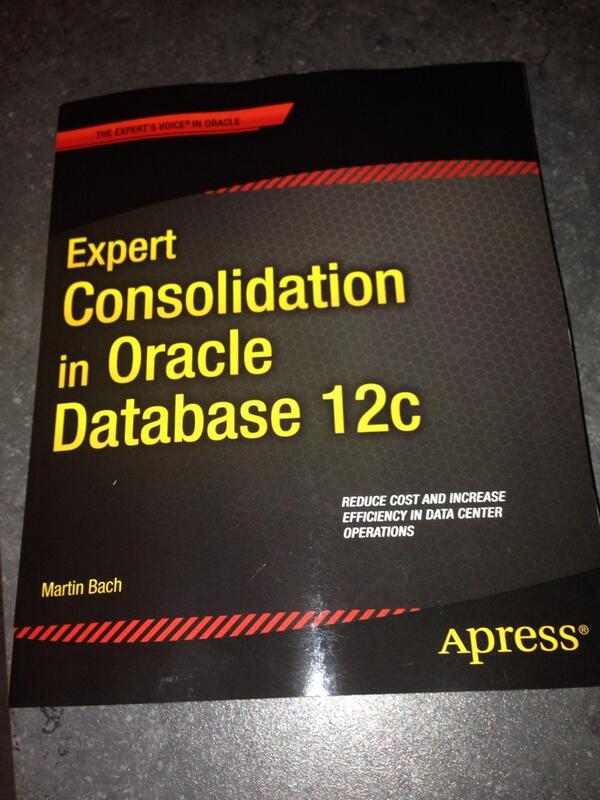 THE EXPERT'S VOICE® IN ORACLE
Expert
Consolidation
in Oracle
Database 12c
REDUCE COST AND INCREASE
EFFICIENCY IN DATA CENTER
OPERATIONS
Martin Bach
Apress®